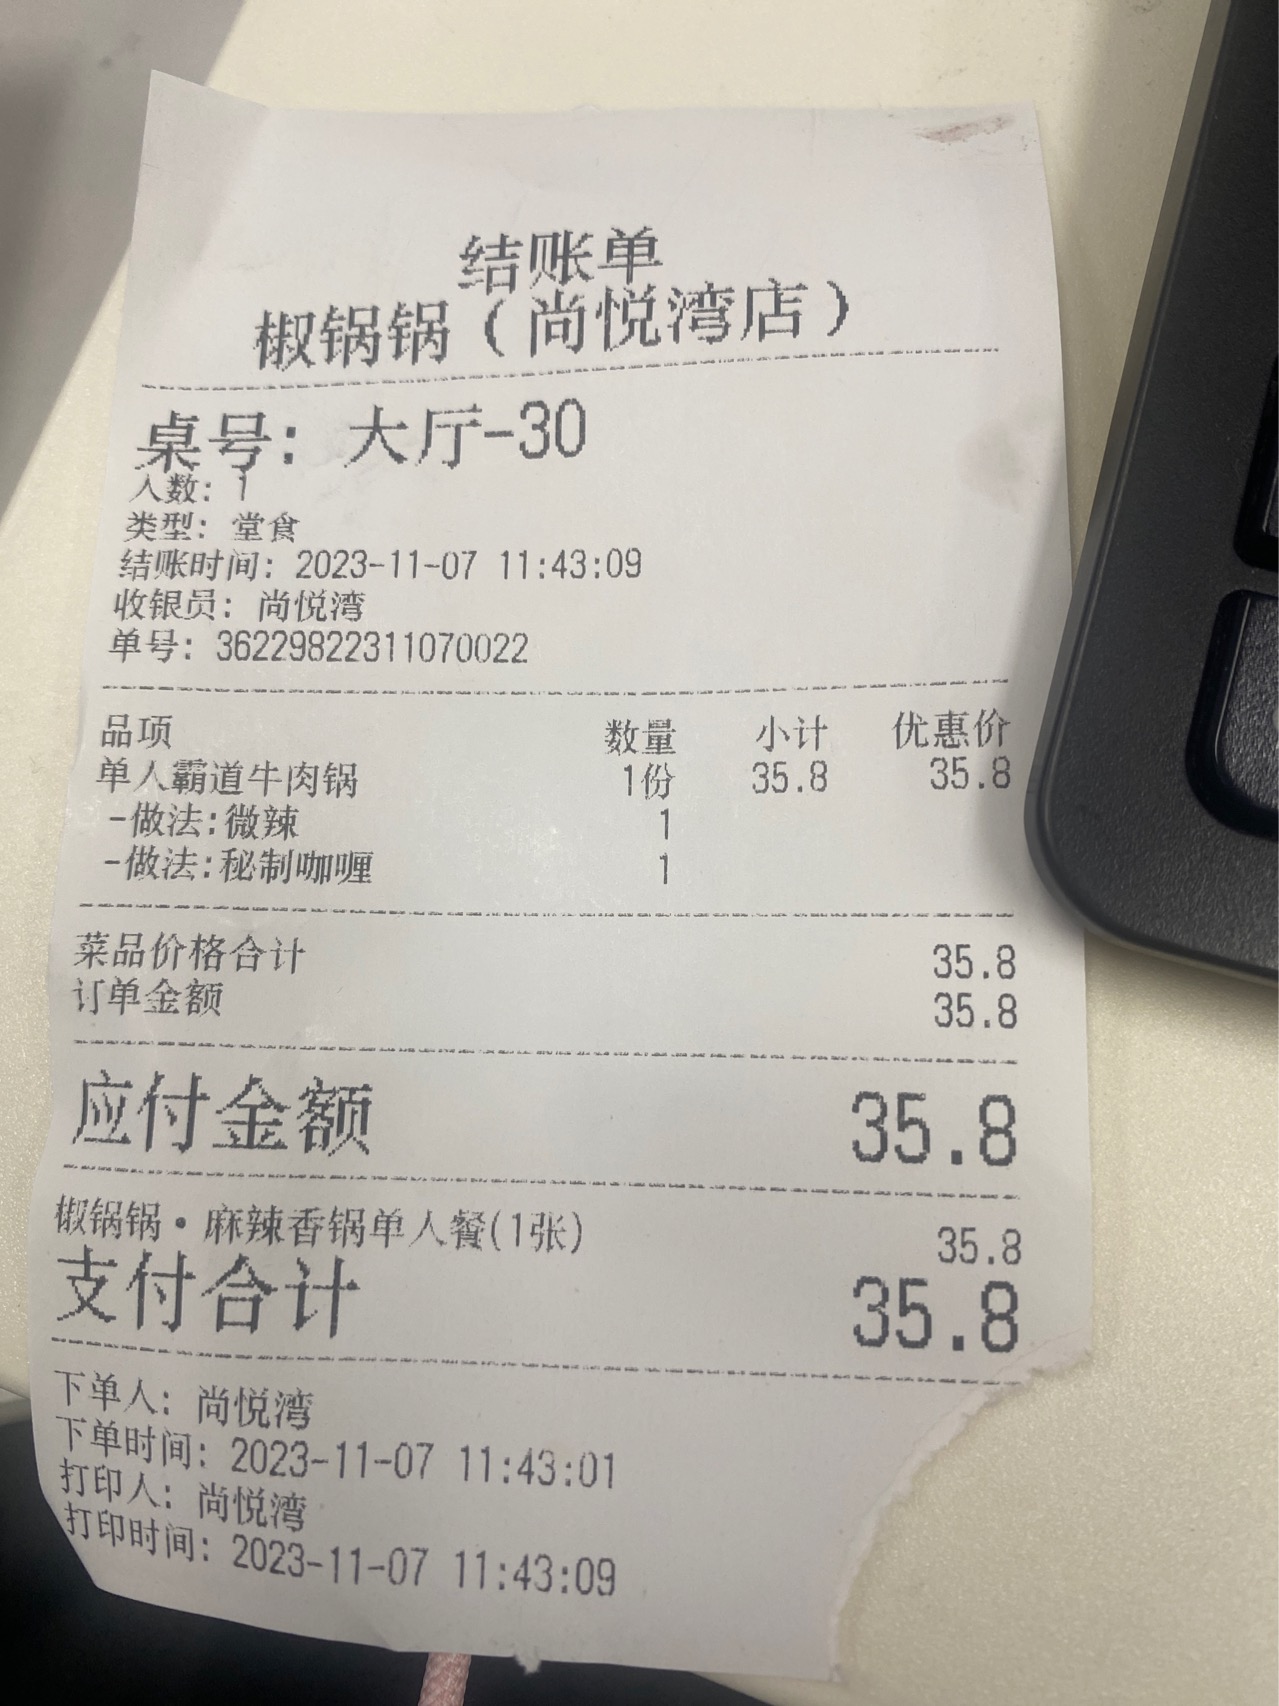 结账单
椒锅锅（尚悦湾店）
桌号：大厅-30
人数：1
类型：堂食
结账时间：2023-11-07 11:43:09
收银员：尚悦湾
单号：36229822311070022
品项 数量 小计 优惠价
单人霸道牛肉锅 1份 35.8 35.8
-做法:微辣 1
-做法:秘制咖喱 1
菜品价格合计 35.8
订单金额 35.8
应付金额 35.8
椒锅锅·麻辣香锅单人餐(1张) 35.8
支付合计 35.8
下单人：尚悦湾
下单时间：2023-11-07 11:43:01
打印人：尚悦湾
打印时间：2023-11-07 11:43:09